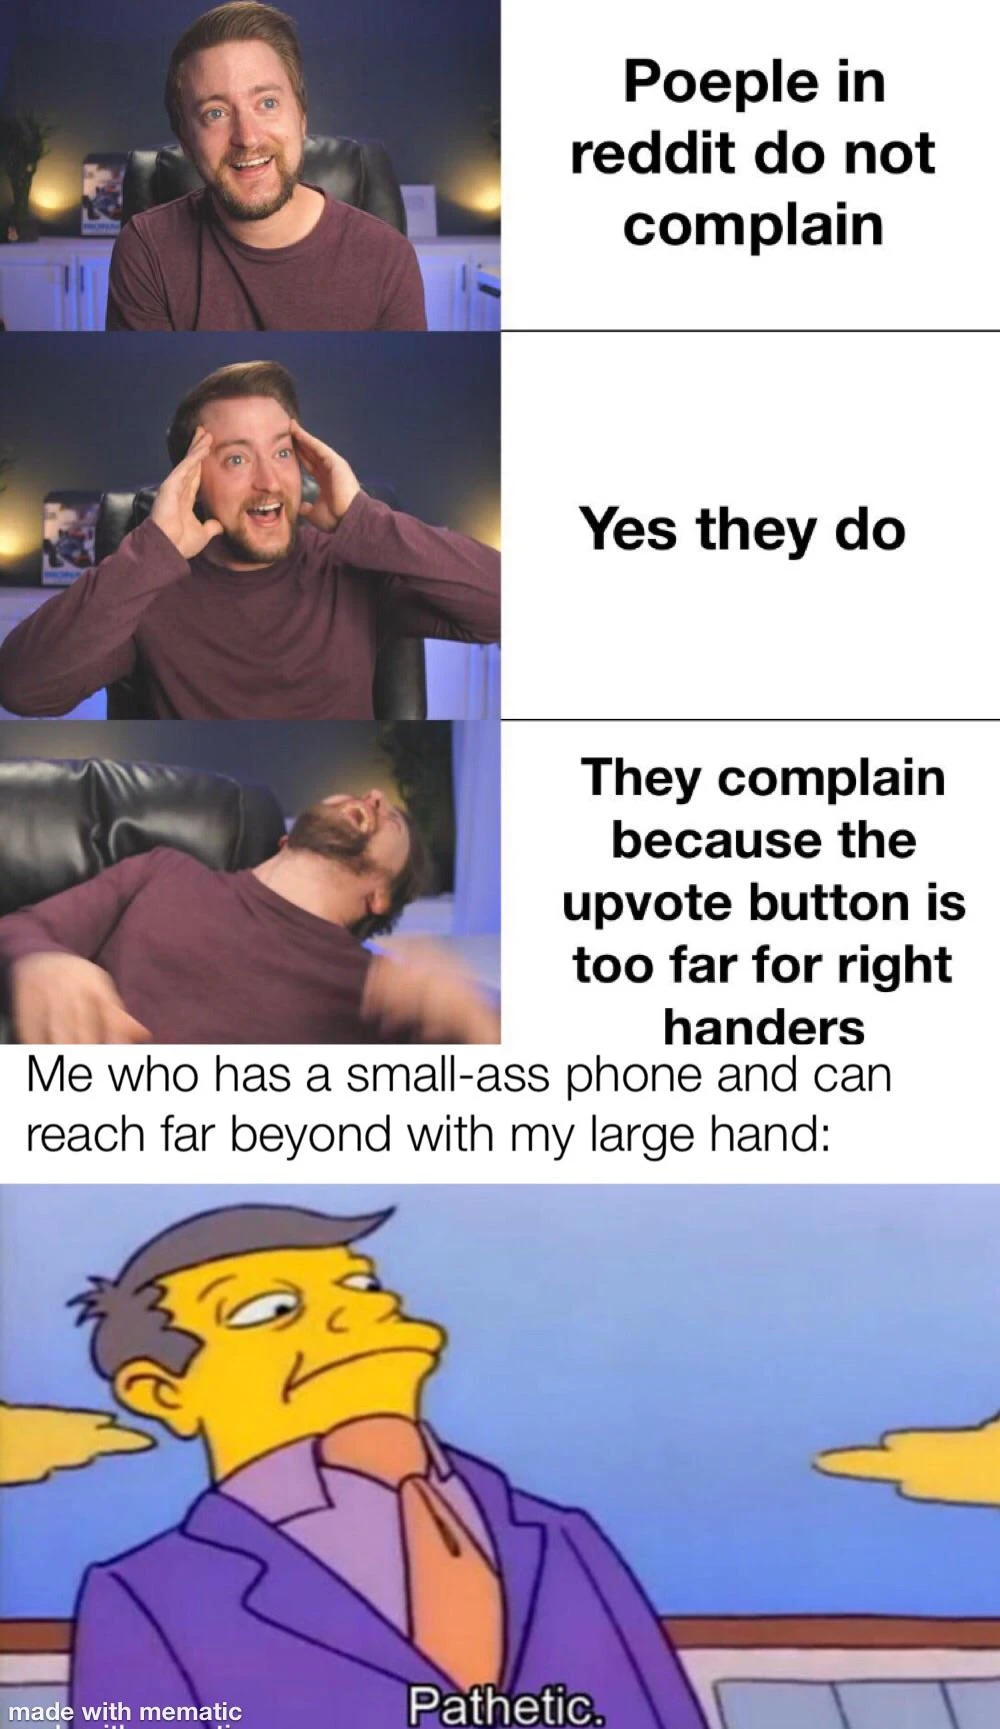 Poeple in
reddit do not
complain
Yes they do
They complain
because the
upvote button is
too far for right
handers
Me who has a small-ass phone and can
reach far beyond with my large hand:
Pathetic.
made with mematic